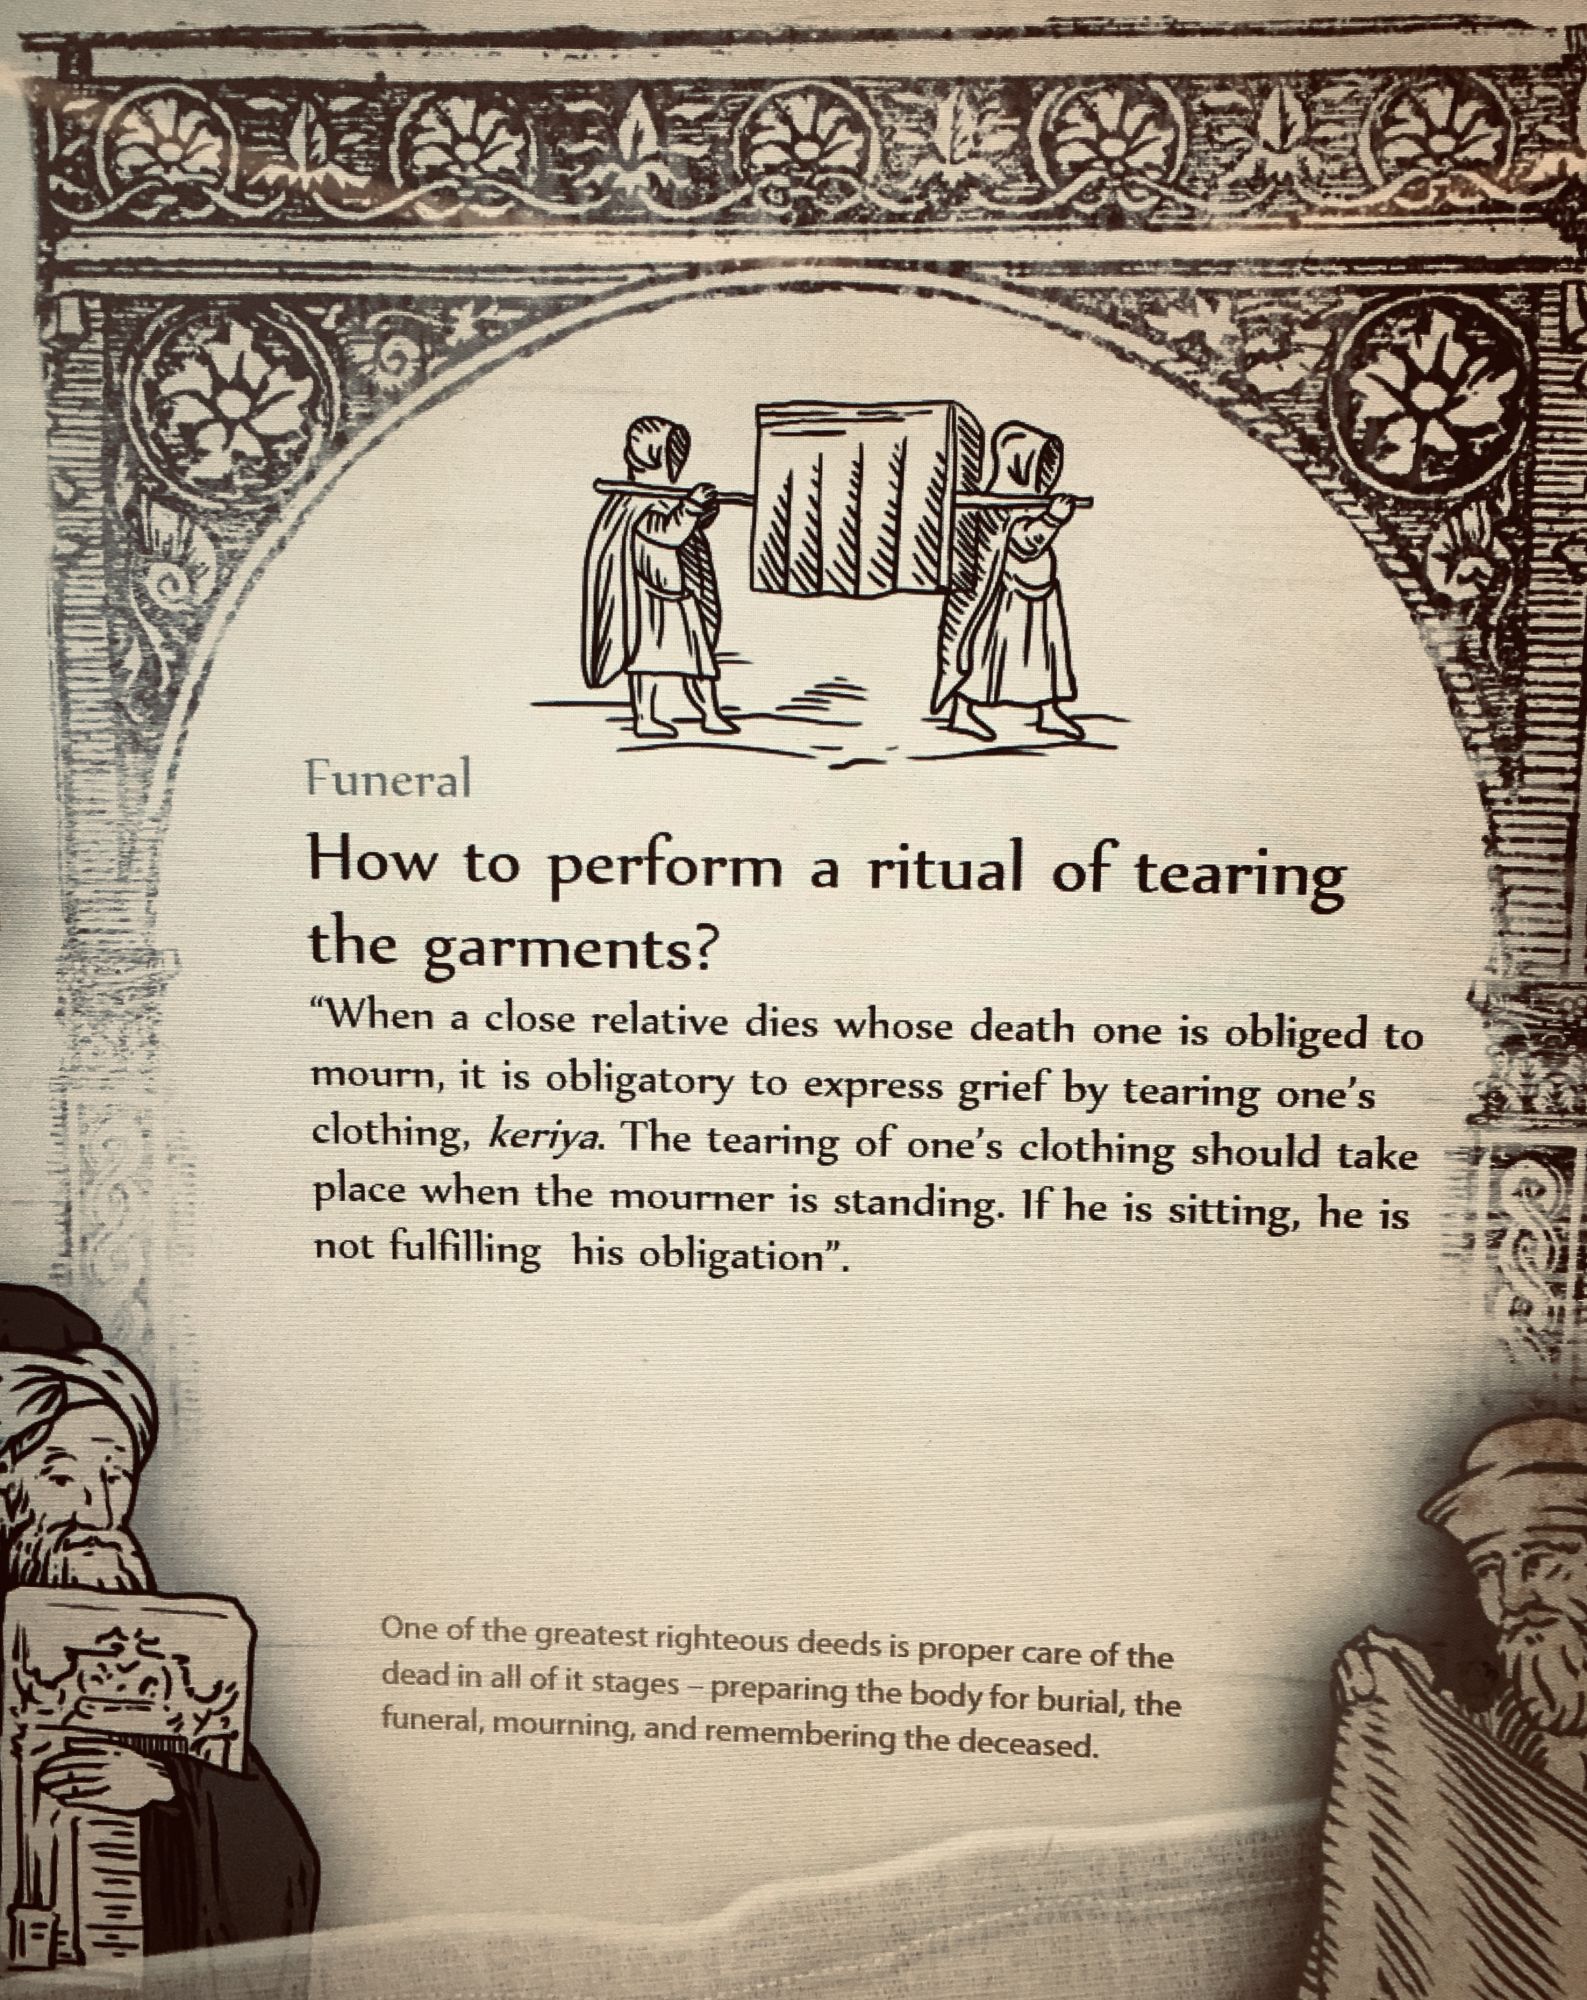 Funeral
How to perform a ritual of tearing
the garments?
“When a close relative dies whose death one is obliged to
mourn, it is obligatory to express grief by tearing one’s
clothing, keriya. The tearing of one’s clothing should take
place when the mourner is standing. If he is sitting, he is
not fulfilling his obligation”.
One of the greatest righteous deeds is proper care of the
dead in all of it stages – preparing the body for burial, the
funeral, mourning, and remembering the deceased.